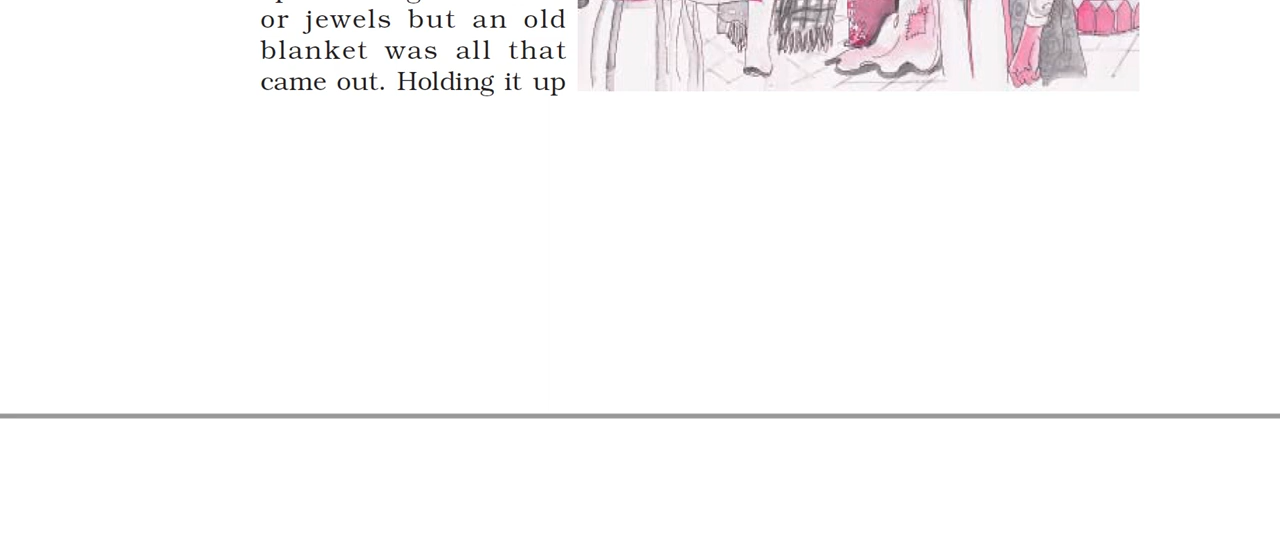 or jewels but an old
blanket was all that
came out. Holding it up